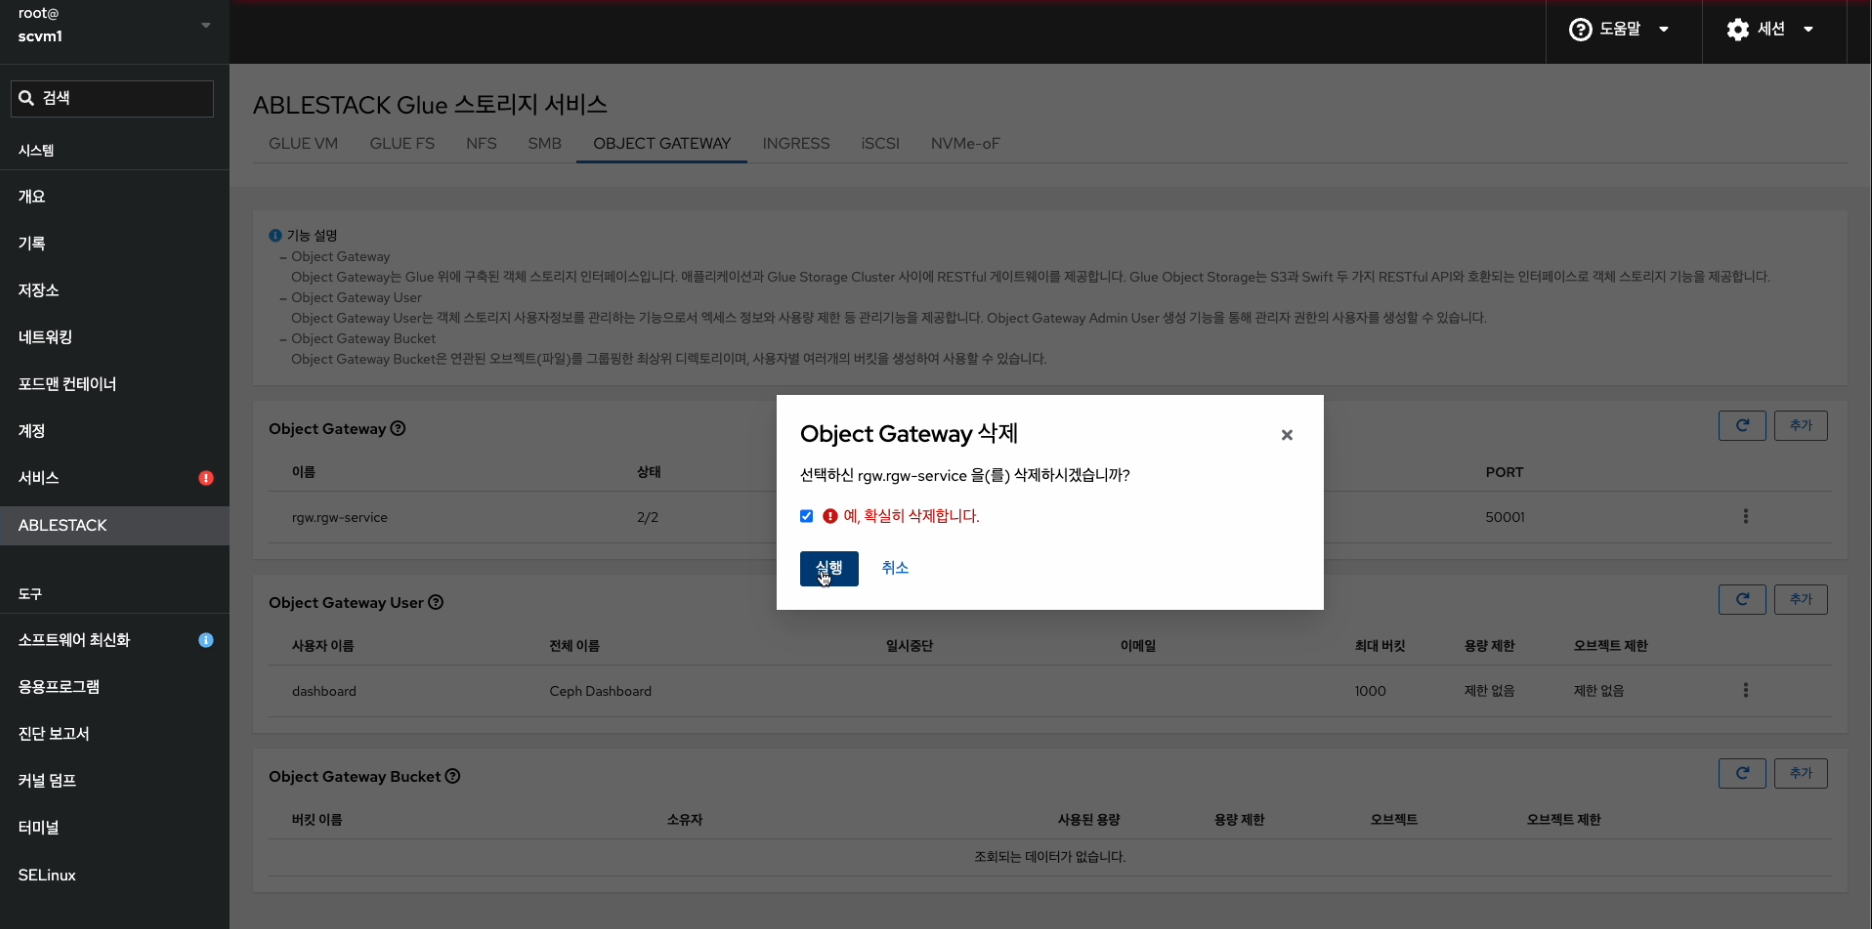 root@
scvm1
도움말
세션
검색
시스템
개요
기록
저장소
네트워킹
포드맨 컨테이너
계정
서비스
ABLESTACK
도구
소프트웨어 최신화
응용프로그램
진단 보고서
커널 덤프
터미널
SELinux
ABLESTACK Glue 스토리지 서비스
GLUE VM GLUE FS NFS SMB OBJECT GATEWAY INGRESS iSCSI NVMe-oF
기능 설명
– Object Gateway
Object Gateway는 Glue 위에 구축된 객체 스토리지 인터페이스입니다. 애플리케이션과 Glue Storage Cluster 사이에 RESTful 게이트웨이를 제공합니다. Glue Object Storage는 S3과 Swift 두 가지 RESTful API와 호환되는 인터페이스로 객체 스토리지 기능을 제공합니다.
– Object Gateway User
Object Gateway User는 객체 스토리지 사용자정보를 관리하는 기능으로서 엑세스 정보와 사용량 제한 등 관리기능을 제공합니다. Object Gateway Admin User 생성 기능을 통해 관리자 권한의 사용자를 생성할 수 있습니다.
– Object Gateway Bucket
Object Gateway Bucket은 연관된 오브젝트(파일)를 그룹핑한 최상위 디렉토리이며, 사용자별 여러개의 버킷을 생성하여 사용할 수 있습니다.
Object Gateway
추가
이름 상태 PORT
rgw.rgw-service 2/2 50001
Object Gateway 삭제
선택하신 rgw.rgw-service 을(를) 삭제하시겠습니까?
예, 확실히 삭제합니다.
실행 취소
Object Gateway User
추가
사용자 이름 전체 이름 일시중단 이메일 최대 버킷 용량 제한 오브젝트 제한
dashboard Ceph Dashboard 1000 제한 없음 제한 없음
Object Gateway Bucket
추가
버킷 이름 소유자 사용된 용량 용량 제한 오브젝트 오브젝트 제한
조회되는 데이터가 없습니다.